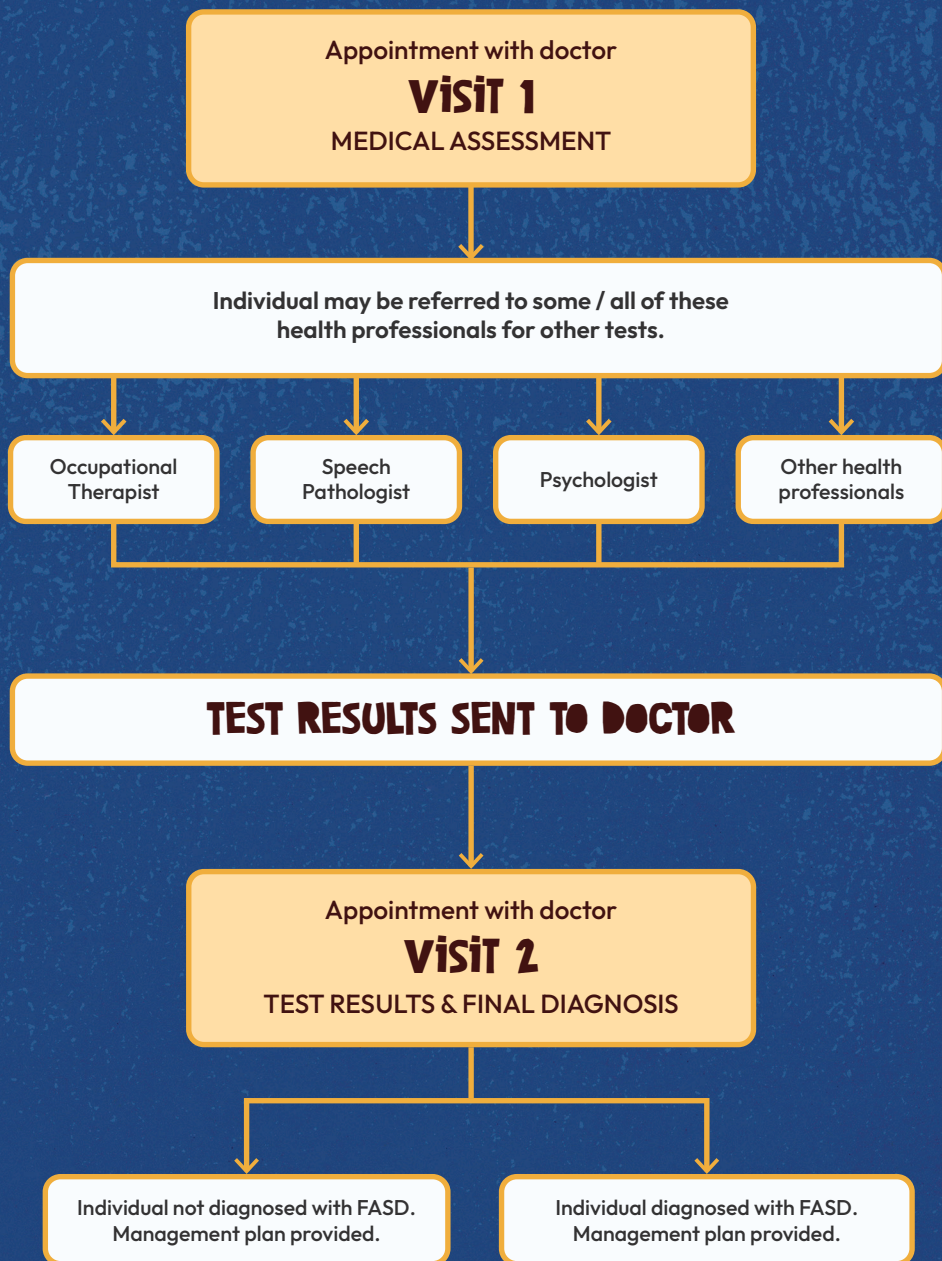 Appointment with doctor
VISIT 1
MEDICAL ASSESSMENT
Individual may be referred to some / all of these
health professionals for other tests.
Occupational
Therapist
Speech
Pathologist
Psychologist
Other health
professionals
TEST RESULTS SENT TO DOCTOR
Appointment with doctor
VISIT 2
TEST RESULTS & FINAL DIAGNOSIS
Individual not diagnosed with FASD.
Management plan provided.
Individual diagnosed with FASD.
Management plan provided.